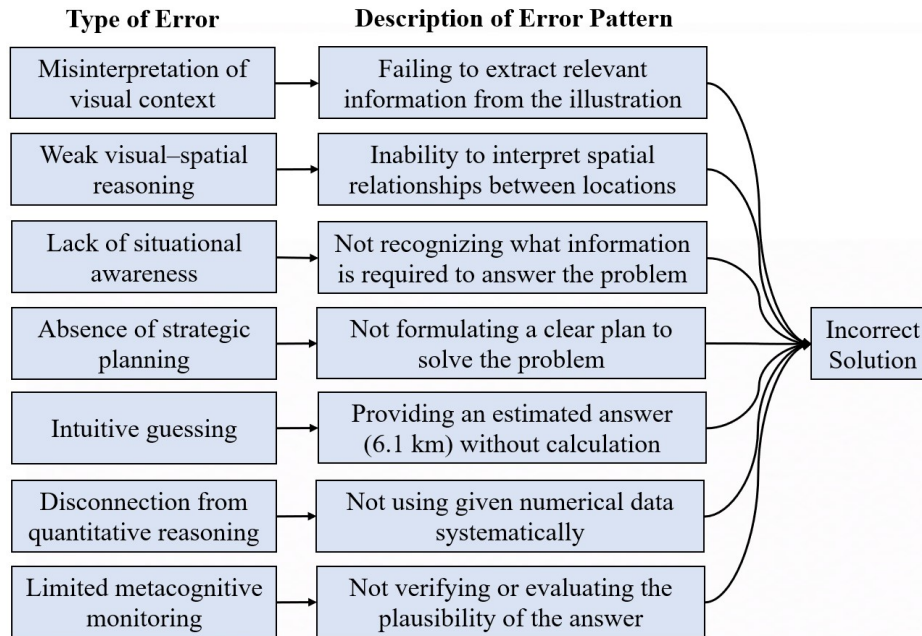 Type of Error
Description of Error Pattern
Misinterpretation of
visual context
Failing to extract relevant
information from the illustration
Weak visual–spatial
reasoning
Inability to interpret spatial
relationships between locations
Lack of situational
awareness
Not recognizing what information
is required to answer the problem
Absence of strategic
planning
Not formulating a clear plan to
solve the problem
Incorrect
Solution
Intuitive guessing
Providing an estimated answer
(6.1 km) without calculation
Disconnection from
quantitative reasoning
Not using given numerical data
systematically
Limited metacognitive
monitoring
Not verifying or evaluating the
plausibility of the answer